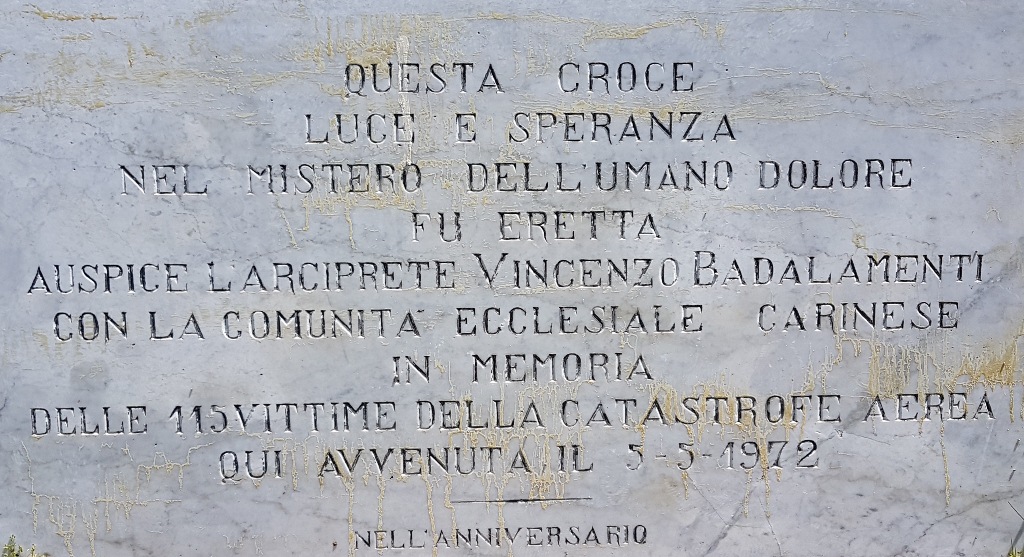 QUESTA CROCE
LUCE E SPERANZA
NEL MISTERO DELL'UMANO DOLORE
FU ERETTA
AUSPICE L'ARCIPRETE VINCENZO BADALAMENTI
CON LA COMUNITA' ECCLESIALE CARINESE
IN MEMORIA
DELLE 115 VITTIME DELLA CATASTROFE AEREA
QUI AVVENUTA IL 5-5-1972
NELL'ANNIVERSARIO